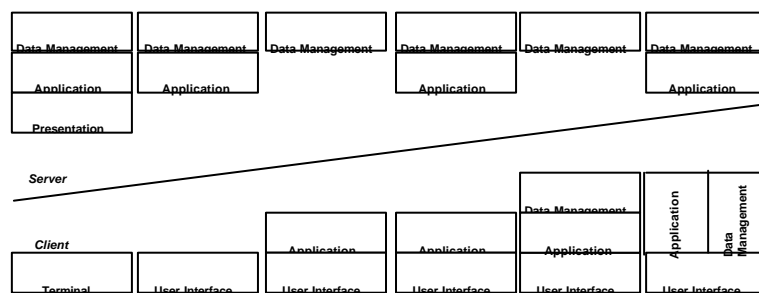 Data Management Data Management Data Management Data Management Data Management Data Management
Application Application Application Application
Presentation
Server
Data Management
Application
Data
Management
Client
Application Application Application
Terminal User Interface User Interface User Interface User Interface User Interface